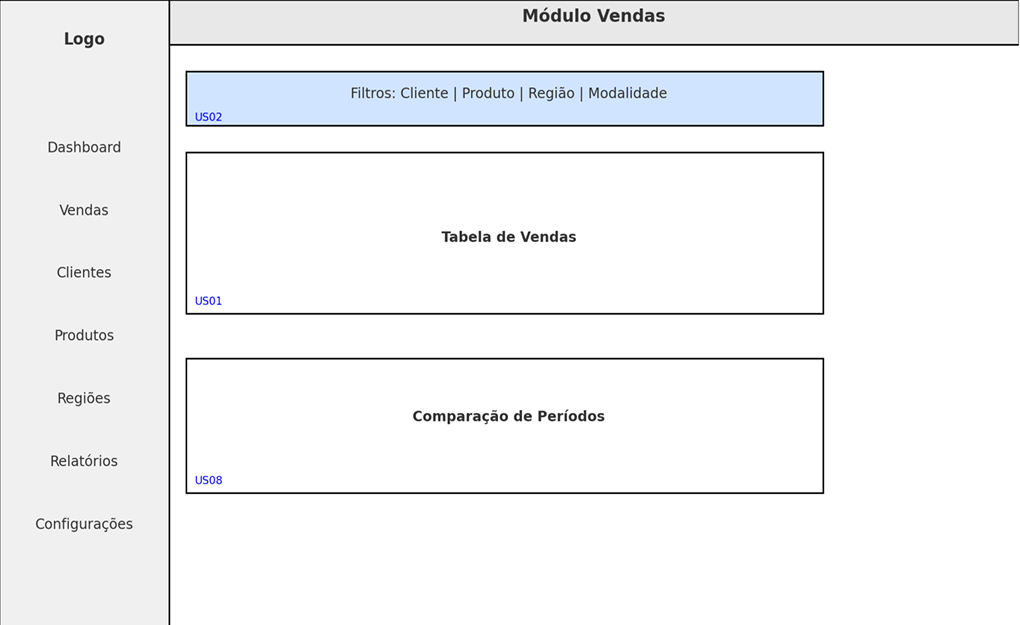 Logo
Dashboard
Vendas
Clientes
Produtos
Regiões
Relatórios
Configurações
Módulo Vendas
Filtros: Cliente | Produto | Região | Modalidade
US02
Tabela de Vendas
US01
Comparação de Períodos
US08